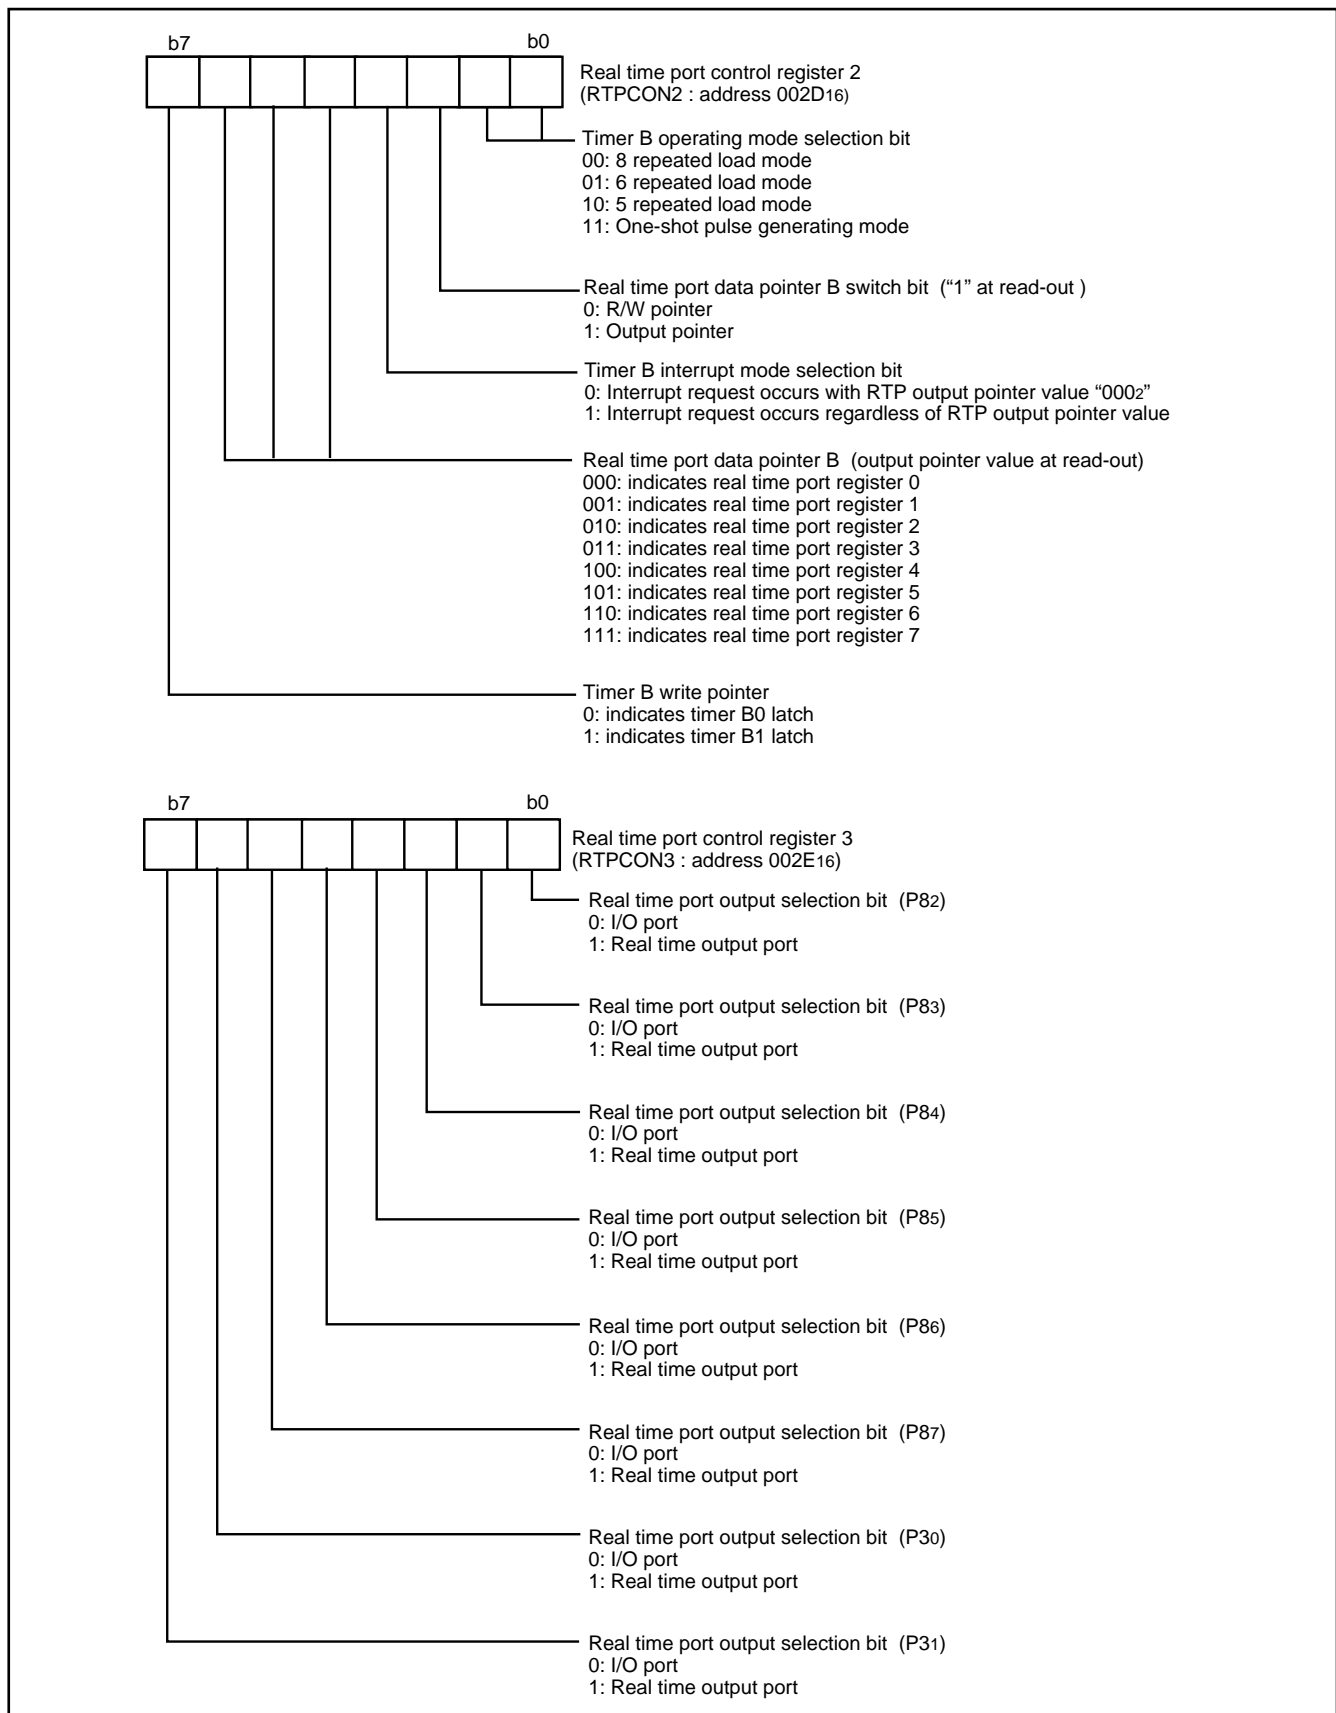 b7 b0
Real time port control register 2
(RTPCON2 : address 002D16)
Timer B operating mode selection bit
00: 8 repeated load mode
01: 6 repeated load mode
10: 5 repeated load mode
11: One-shot pulse generating mode
Real time port data pointer B switch bit (“1” at read-out )
0: R/W pointer
1: Output pointer
Timer B interrupt mode selection bit
0: Interrupt request occurs with RTP output pointer value “0002”
1: Interrupt request occurs regardless of RTP output pointer value
Real time port data pointer B (output pointer value at read-out)
000: indicates real time port register 0
001: indicates real time port register 1
010: indicates real time port register 2
011: indicates real time port register 3
100: indicates real time port register 4
101: indicates real time port register 5
110: indicates real time port register 6
111: indicates real time port register 7
Timer B write pointer
0: indicates timer B0 latch
1: indicates timer B1 latch
b7 b0
Real time port control register 3
(RTPCON3 : address 002E16)
Real time port output selection bit (P82)
0: I/O port
1: Real time output port
Real time port output selection bit (P83)
0: I/O port
1: Real time output port
Real time port output selection bit (P84)
0: I/O port
1: Real time output port
Real time port output selection bit (P85)
0: I/O port
1: Real time output port
Real time port output selection bit (P86)
0: I/O port
1: Real time output port
Real time port output selection bit (P87)
0: I/O port
1: Real time output port
Real time port output selection bit (P30)
0: I/O port
1: Real time output port
Real time port output selection bit (P31)
0: I/O port
1: Real time output port